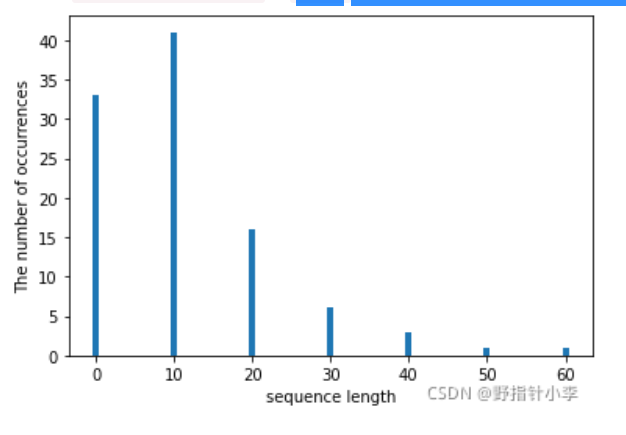 40
35
30
25
20
15
10
5
0
The number of occurrences
0 10 20 30 40 50 60
sequence length
CSDN @野指针小李